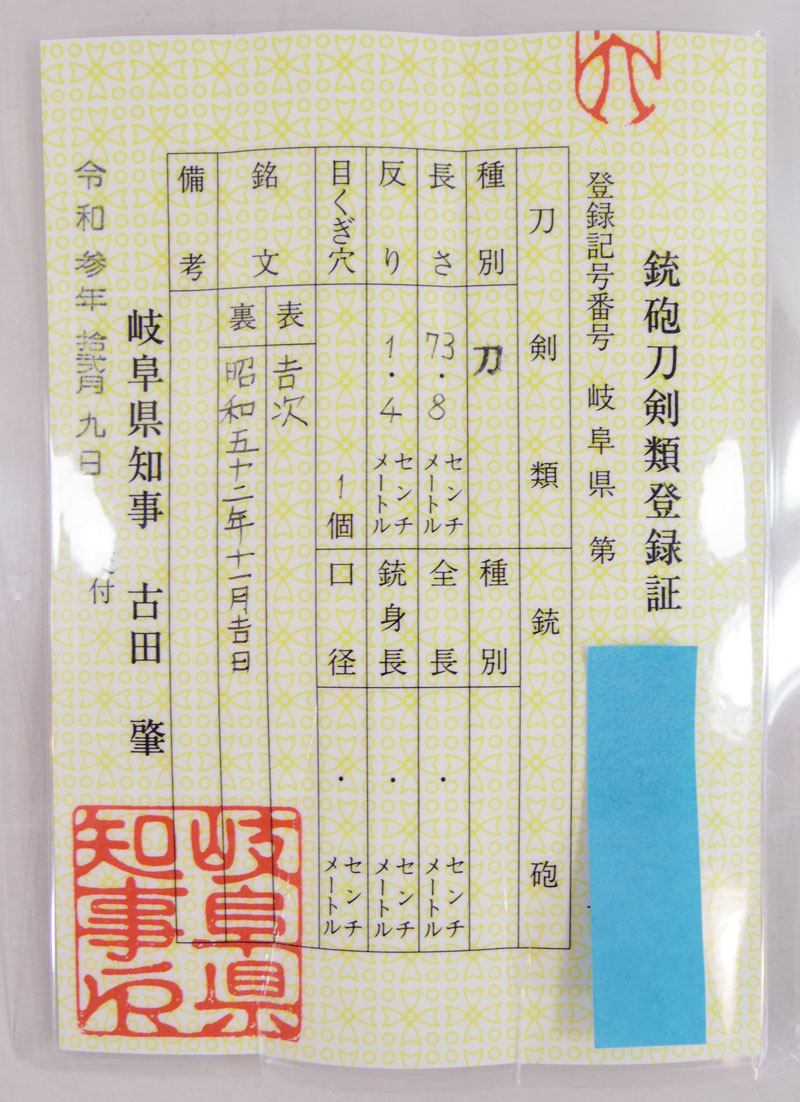 銃砲刀剣類登録証
登録記号番号 岐阜県 第
刀剣類
銃砲
種別
刀
種別
長さ
73.8
センチメートル
全長
・
センチメートル
反り
1.4
センチメートル
銃身長
・
センチメートル
目くぎ穴
1個
口径
・
センチメートル
銘文
表
吉次
裏
昭和五十二年十一月吉日
備考
岐阜県知事 古田 肇
令和参年拾弐月九日
付
岐阜県
知事之印